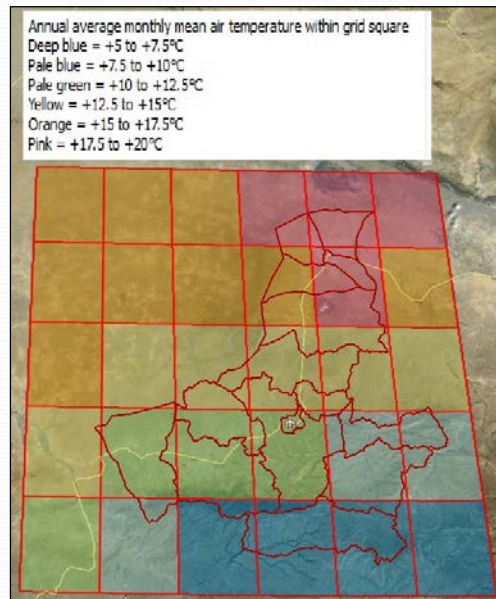 Annual average monthly mean air temperature within grid square
Deep blue = +5 to +7.5°C
Pale blue = +7.5 to +10°C
Pale green = +10 to +12.5°C
Yellow = +12.5 to +15°C
Orange = +15 to +17.5°C
Pink = +17.5 to +20°C